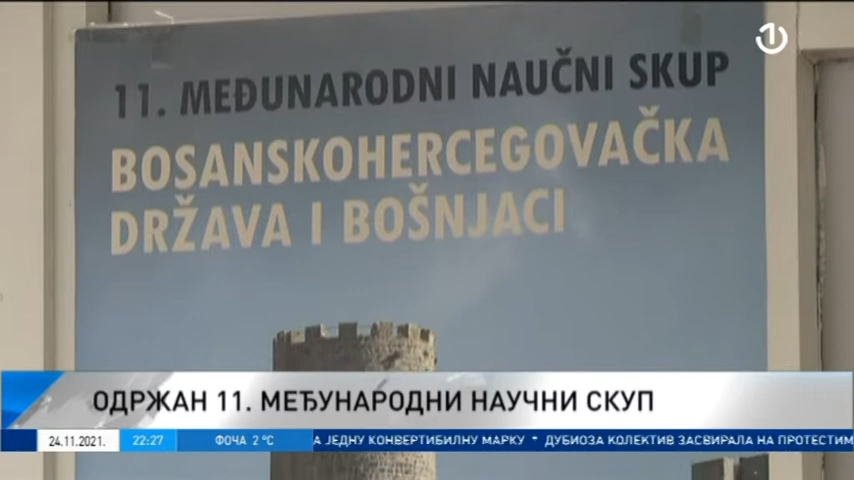 11. MEĐUNARODNI NAUČNI SKUP
BOSANSKOHERCEGOVAČKA
DRŽAVA I BOŠNJACI
ОДРЖАН 11. МЕЂУНАРОДНИ НАУЧНИ СКУП
24.11.2021. 22:27 ФОЧА 2 °C А ЈЕДНУ КОНВЕРТИБИЛНУ МАРКУ * ДУБИОЗА КОЛЕКТИВ ЗАСВИРАЛА НА ПРОТЕСТИМ